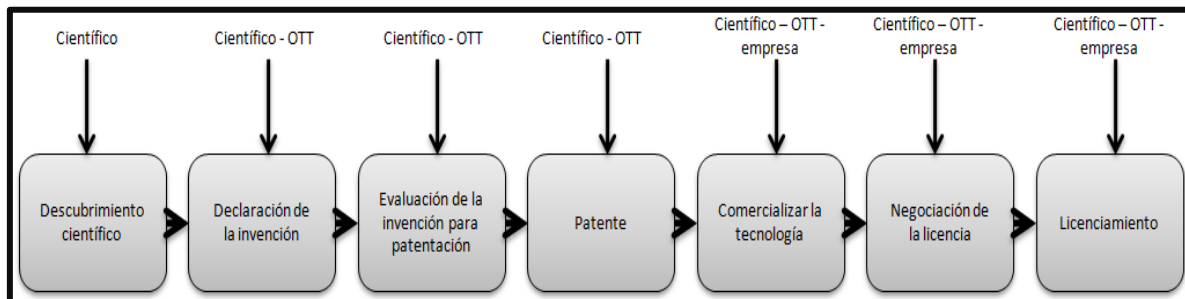 Científico
Científico - OTT
Científico - OTT
Científico - OTT
Científico – OTT -
empresa
Científico – OTT -
empresa
Científico – OTT -
empresa
Descubrimiento
científico
Declaración de
la invención
Evaluación de la
invención para
patentación
Patente
Comercializar la
tecnología
Negociación de
la licencia
Licenciamiento